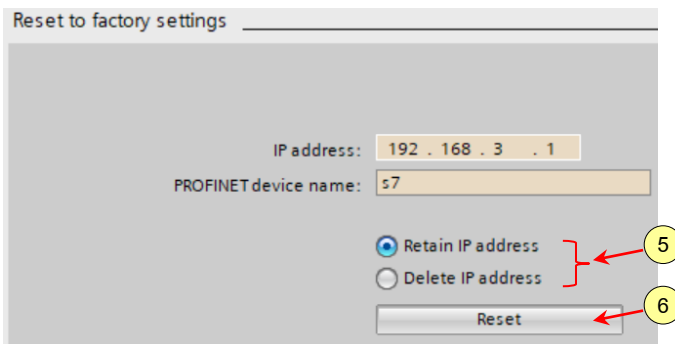 Reset to factory settings
IP address: 192 . 168 . 3 . 1
PROFINET device name: s7
Retain IP address
5
Delete IP address
Reset
6